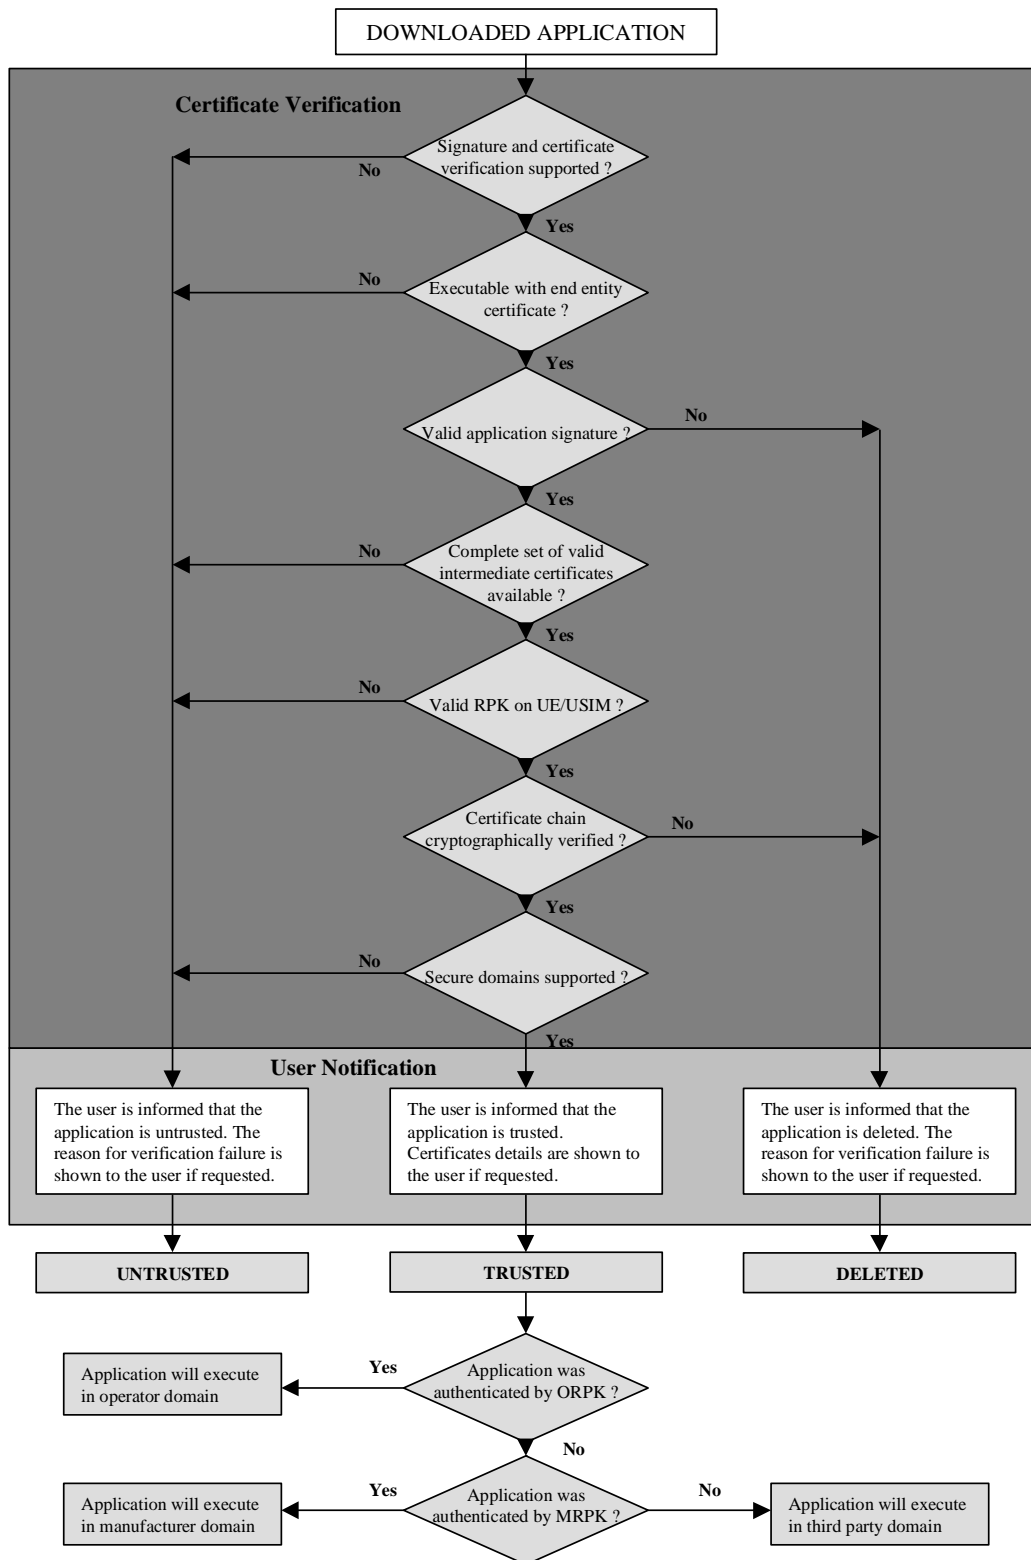 DOWNLOADED APPLICATION
Certificate Verification
Signature and certificate
verification supported ?
No
Yes
Executable with end entity
certificate ?
No
Yes
Valid application signature ?
No
Yes
Complete set of valid
intermediate certificates
available ?
No
Yes
Valid RPK on UE/USIM ?
No
Yes
Certificate chain
cryptographically verified ?
No
Yes
Secure domains supported ?
No
Yes
User Notification
The user is informed that the
application is untrusted. The
reason for verification failure is
shown to the user if requested.
The user is informed that the
application is trusted.
Certificates details are shown to
the user if requested.
The user is informed that the
application is deleted. The
reason for verification failure is
shown to the user if requested.
UNTRUSTED
TRUSTED
DELETED
Application was
authenticated by ORPK ?
Yes
Application will execute
in operator domain
No
Application was
authenticated by MRPK ?
Yes
Application will execute
in manufacturer domain
No
Application will execute
in third party domain